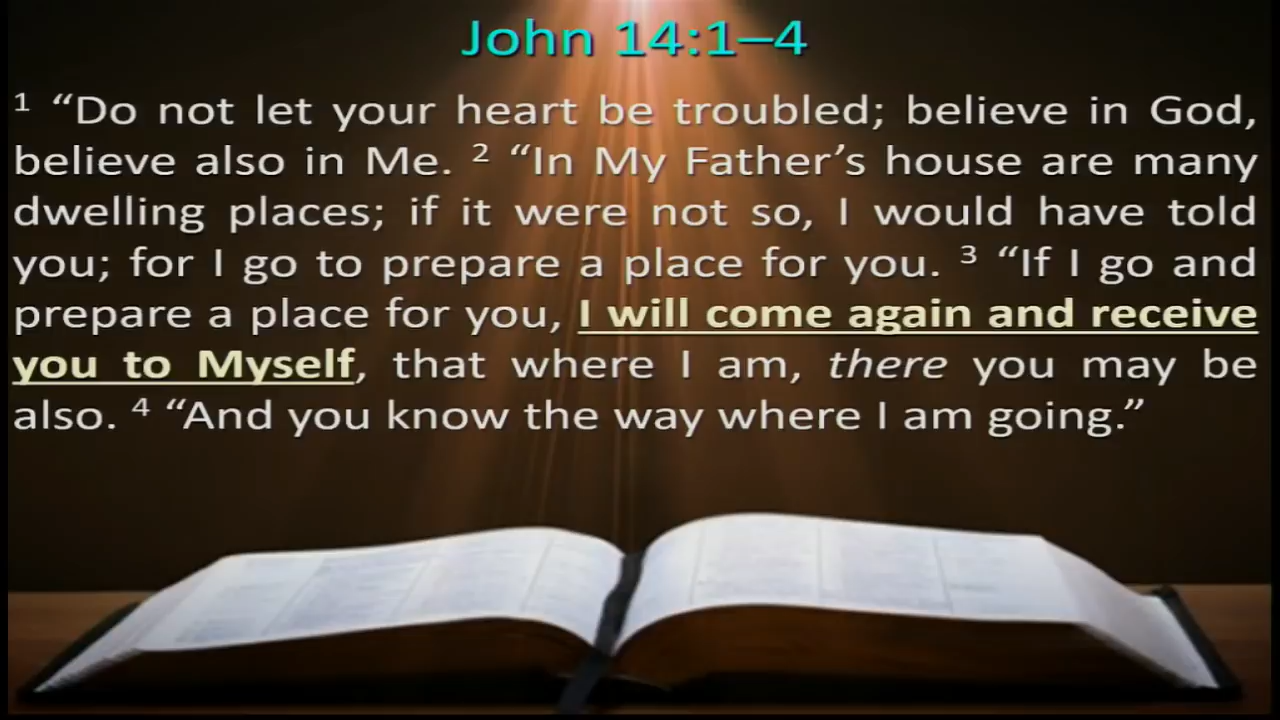 John 14:1–4
¹ “Do not let your heart be troubled; believe in God,
believe also in Me. ² “In My Father’s house are many
dwelling places; if it were not so, I would have told
you; for I go to prepare a place for you. ³ “If I go and
prepare a place for you, I will come again and receive
you to Myself, that where I am, there you may be
also. ⁴ “And you know the way where I am going.”